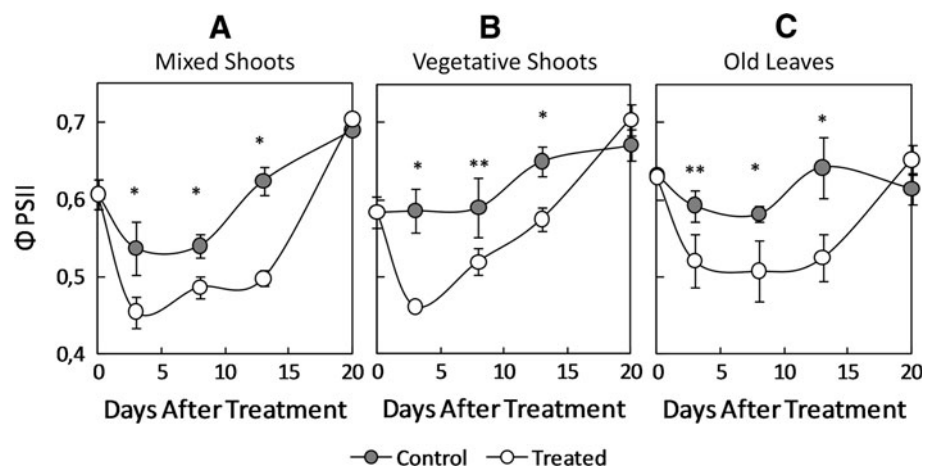 A B C
Mixed Shoots Vegetative Shoots Old Leaves
* * * * ** * ** * *
0,7
0,6
0,5
0,4
Φ PSII
0 5 10 15 20 0 5 10 15 20 0 5 10 15 20
Days After Treatment Days After Treatment Days After Treatment
Control Treated